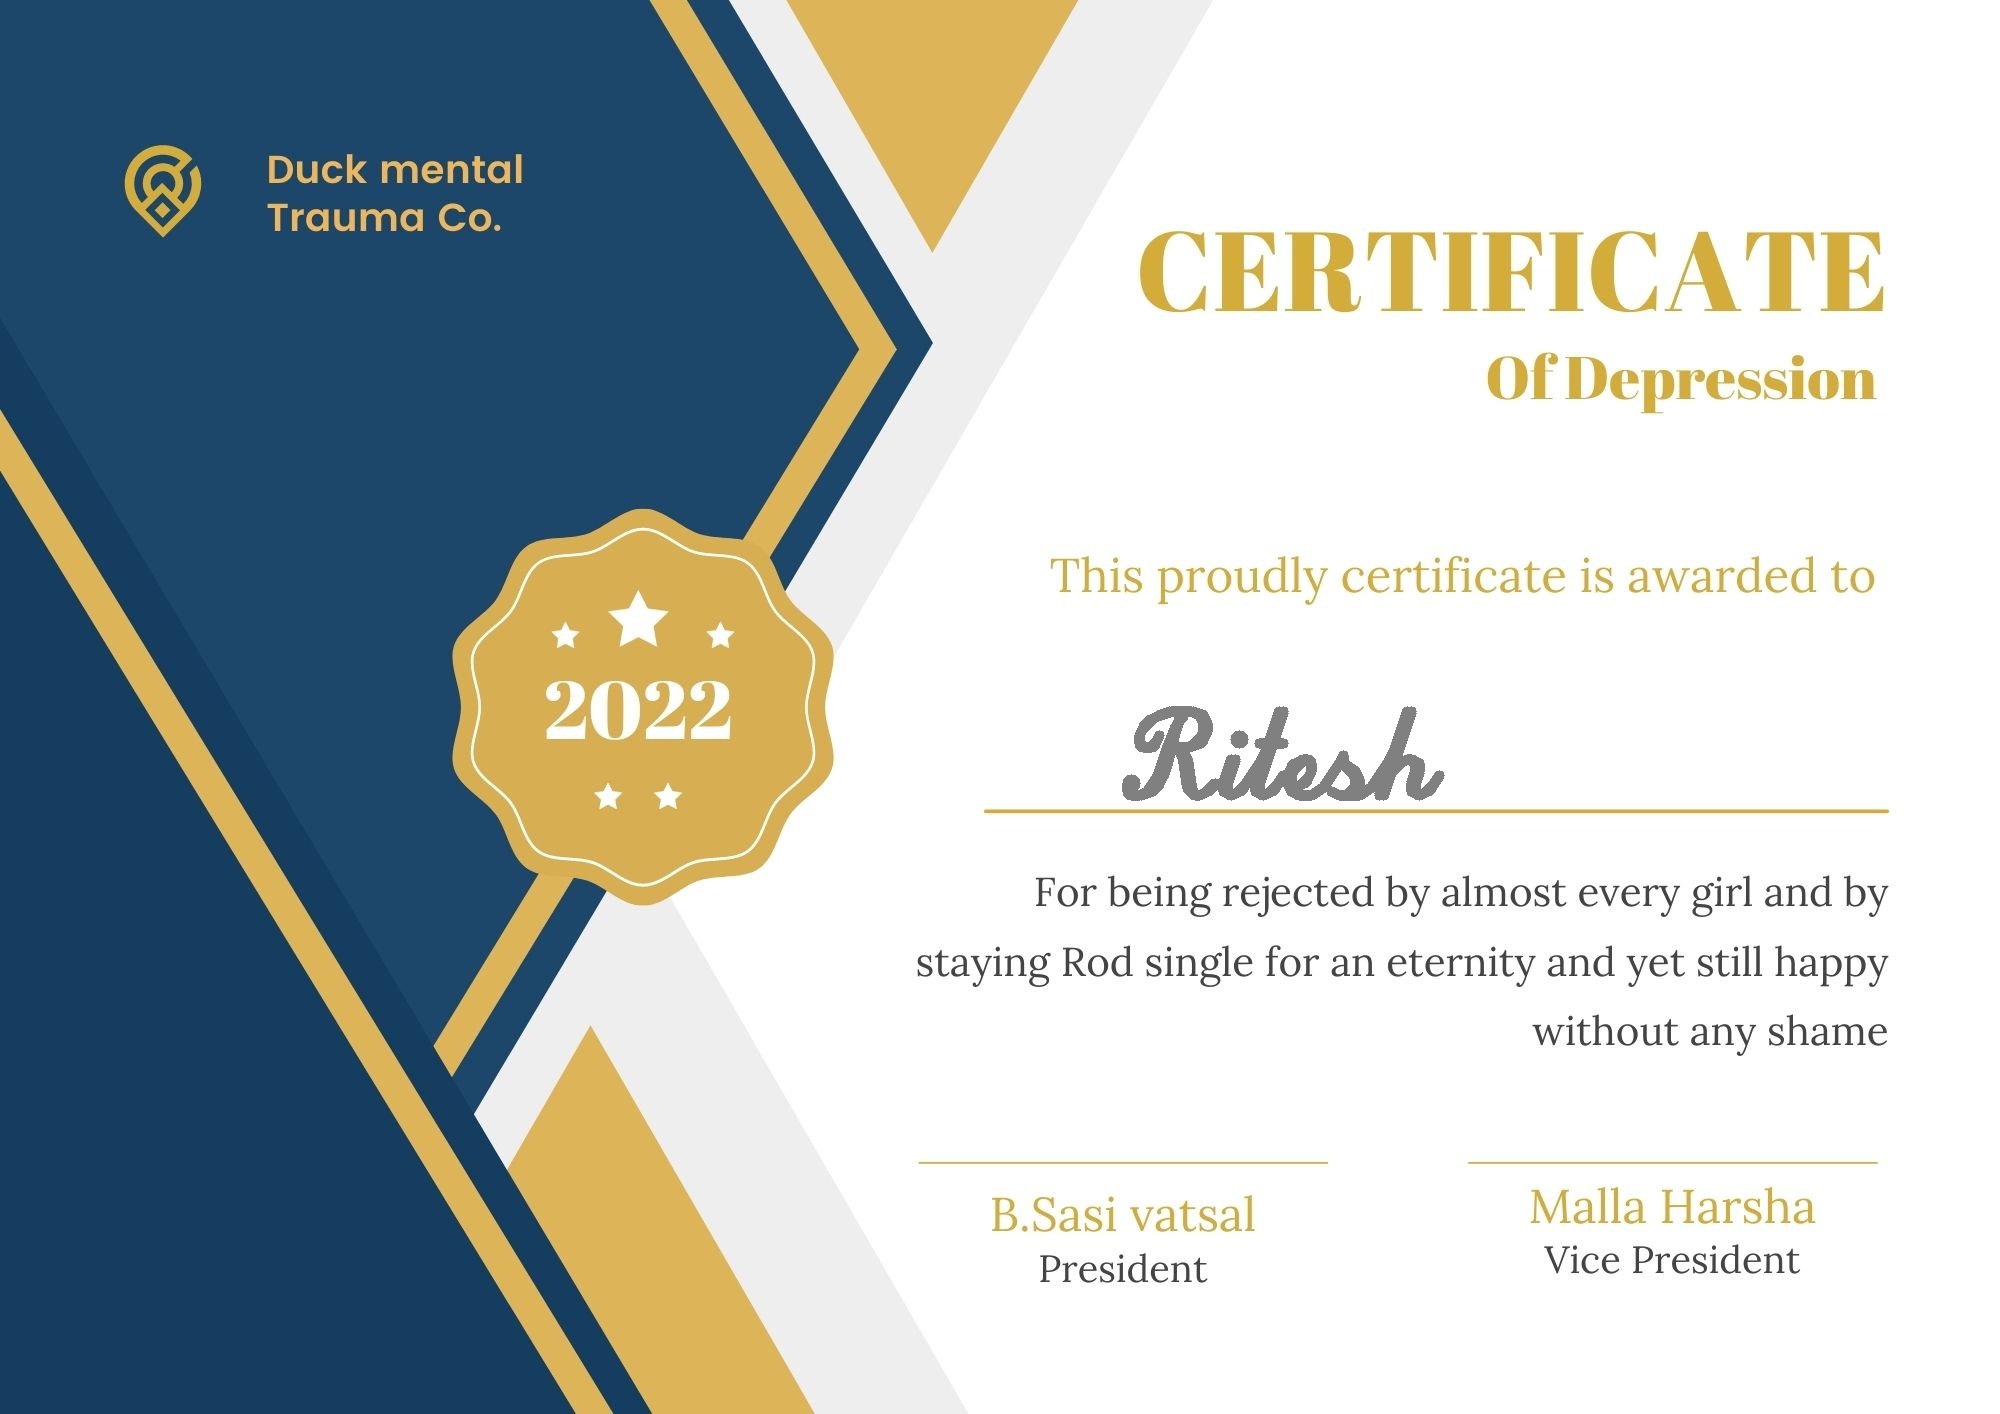 Duck mental
Trauma Co.
CERTIFICATE
Of Depression
This proudly certificate is awarded to
2022
Ritesh
For being rejected by almost every girl and by
staying Rod single for an eternity and yet still happy
without any shame
B.Sasi vatsal
President
Malla Harsha
Vice President